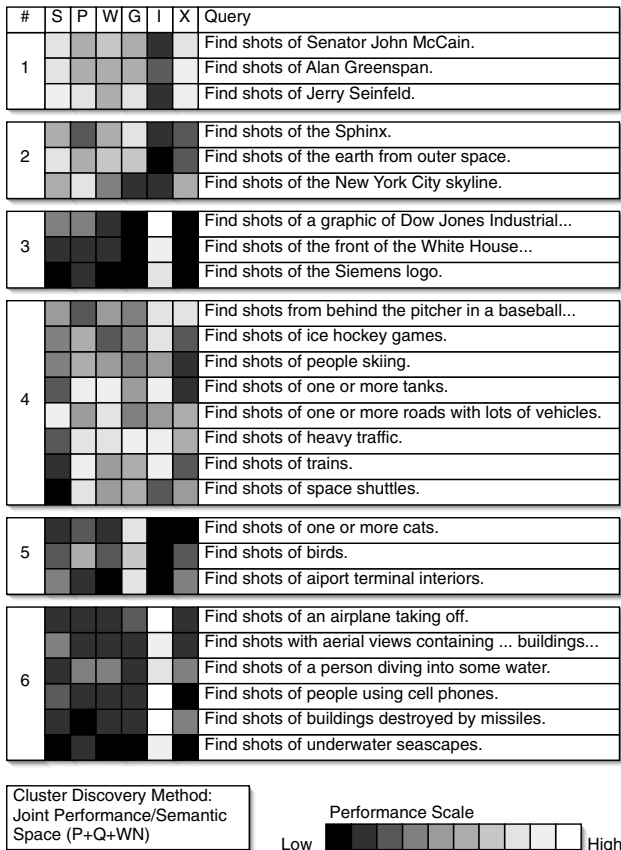 # S P W G I X Query
1
Find shots of Senator John McCain.
Find shots of Alan Greenspan.
Find shots of Jerry Seinfeld.
2
Find shots of the Sphinx.
Find shots of the earth from outer space.
Find shots of the New York City skyline.
3
Find shots of a graphic of Dow Jones Industrial...
Find shots of the front of the White House...
Find shots of the Siemens logo.
4
Find shots from behind the pitcher in a baseball...
Find shots of ice hockey games.
Find shots of people skiing.
Find shots of one or more tanks.
Find shots of one or more roads with lots of vehicles.
Find shots of heavy traffic.
Find shots of trains.
Find shots of space shuttles.
5
Find shots of one or more cats.
Find shots of birds.
Find shots of aiport terminal interiors.
6
Find shots of an airplane taking off.
Find shots with aerial views containing ... buildings...
Find shots of a person diving into some water.
Find shots of people using cell phones.
Find shots of buildings destroyed by missiles.
Find shots of underwater seascapes.
Cluster Discovery Method:
Joint Performance/Semantic
Space (P+Q+WN)
Performance Scale
Low High